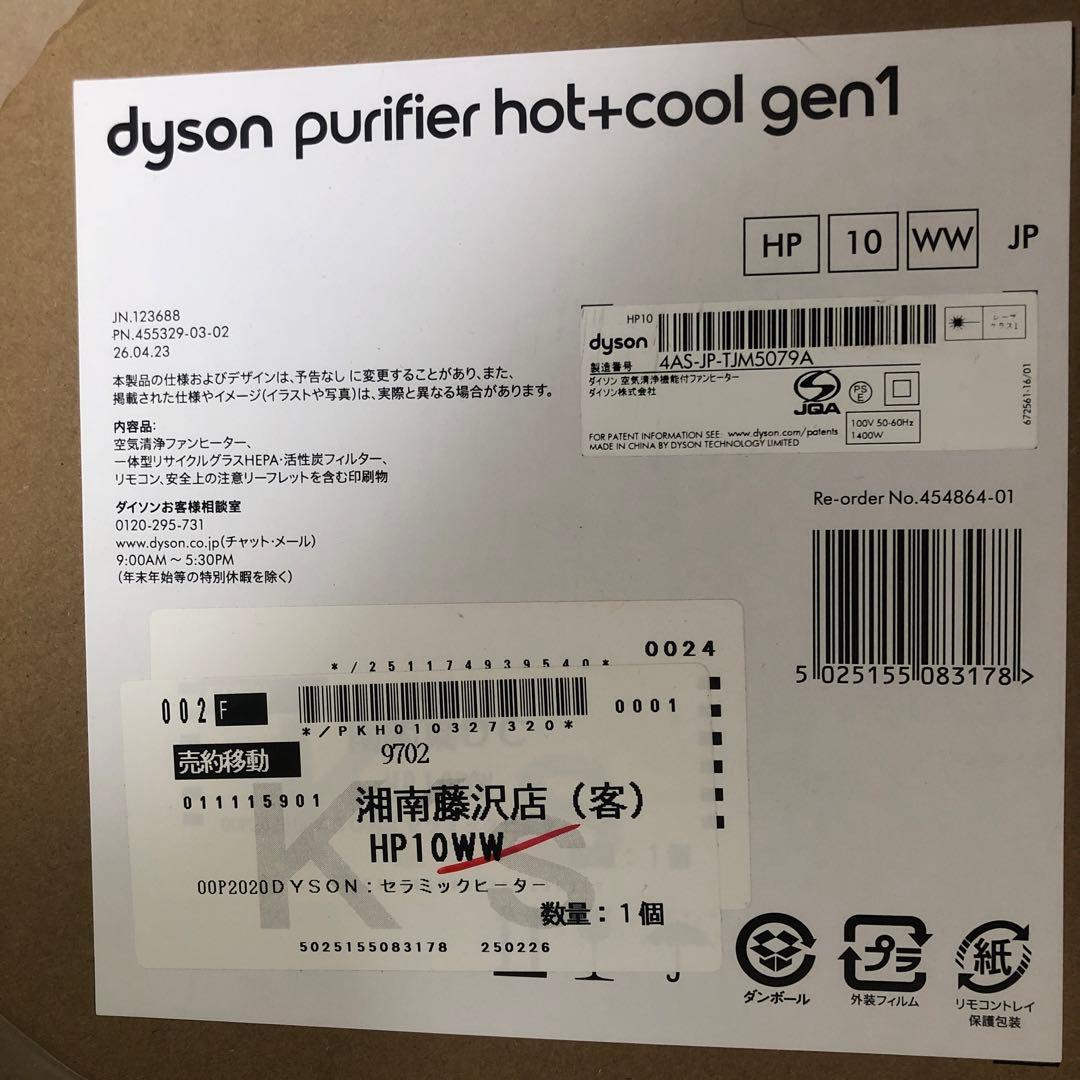 dyson purifier hot+cool gen1
HP 10 WW JP
JN.123688
PN.455329-03-02
26.04.23
本製品の仕様およびデザインは、予告なしに変更することがあり、また、
掲載された仕様やイメージ(イラストや写真)は、実際と異なる場合があります。
内容品:
空気清浄ファンヒーター、
一体型リサイクルグラスHEPA・活性炭フィルター、
リモコン、安全上の注意リーフレットを含む印刷物
ダイソンお客様相談室
0120-295-731
www.dyson.co.jp(チャット・メール)
9:00AM ~ 5:30PM
(年末年始等の特別休暇を除く)
HP10
dyson
製造番号 4AS-JP-TJM5079A
ダイソン 空気清浄機能付ファンヒーター
ダイソン株式会社
JQA
PSE
100V 50-60Hz
1400W
FOR PATENT INFORMATION SEE: www.dyson.com/patents
MADE IN CHINA BY DYSON TECHNOLOGY LIMITED
レーザ
クラス1
672561-16/01
Re-order No.454864-01
5 025155 083178 >
0024
*/251174939540*
002F
*/PKH010327320*
0001
売約移動
9702
011115901
湘南藤沢店(客)
HP10WW
00P2020DYSON:セラミックヒーター
数量:1個
5025155083178 250226
K's
ダンボール
プラ
外装フィルム
紙
リモコントレイ
保護包装